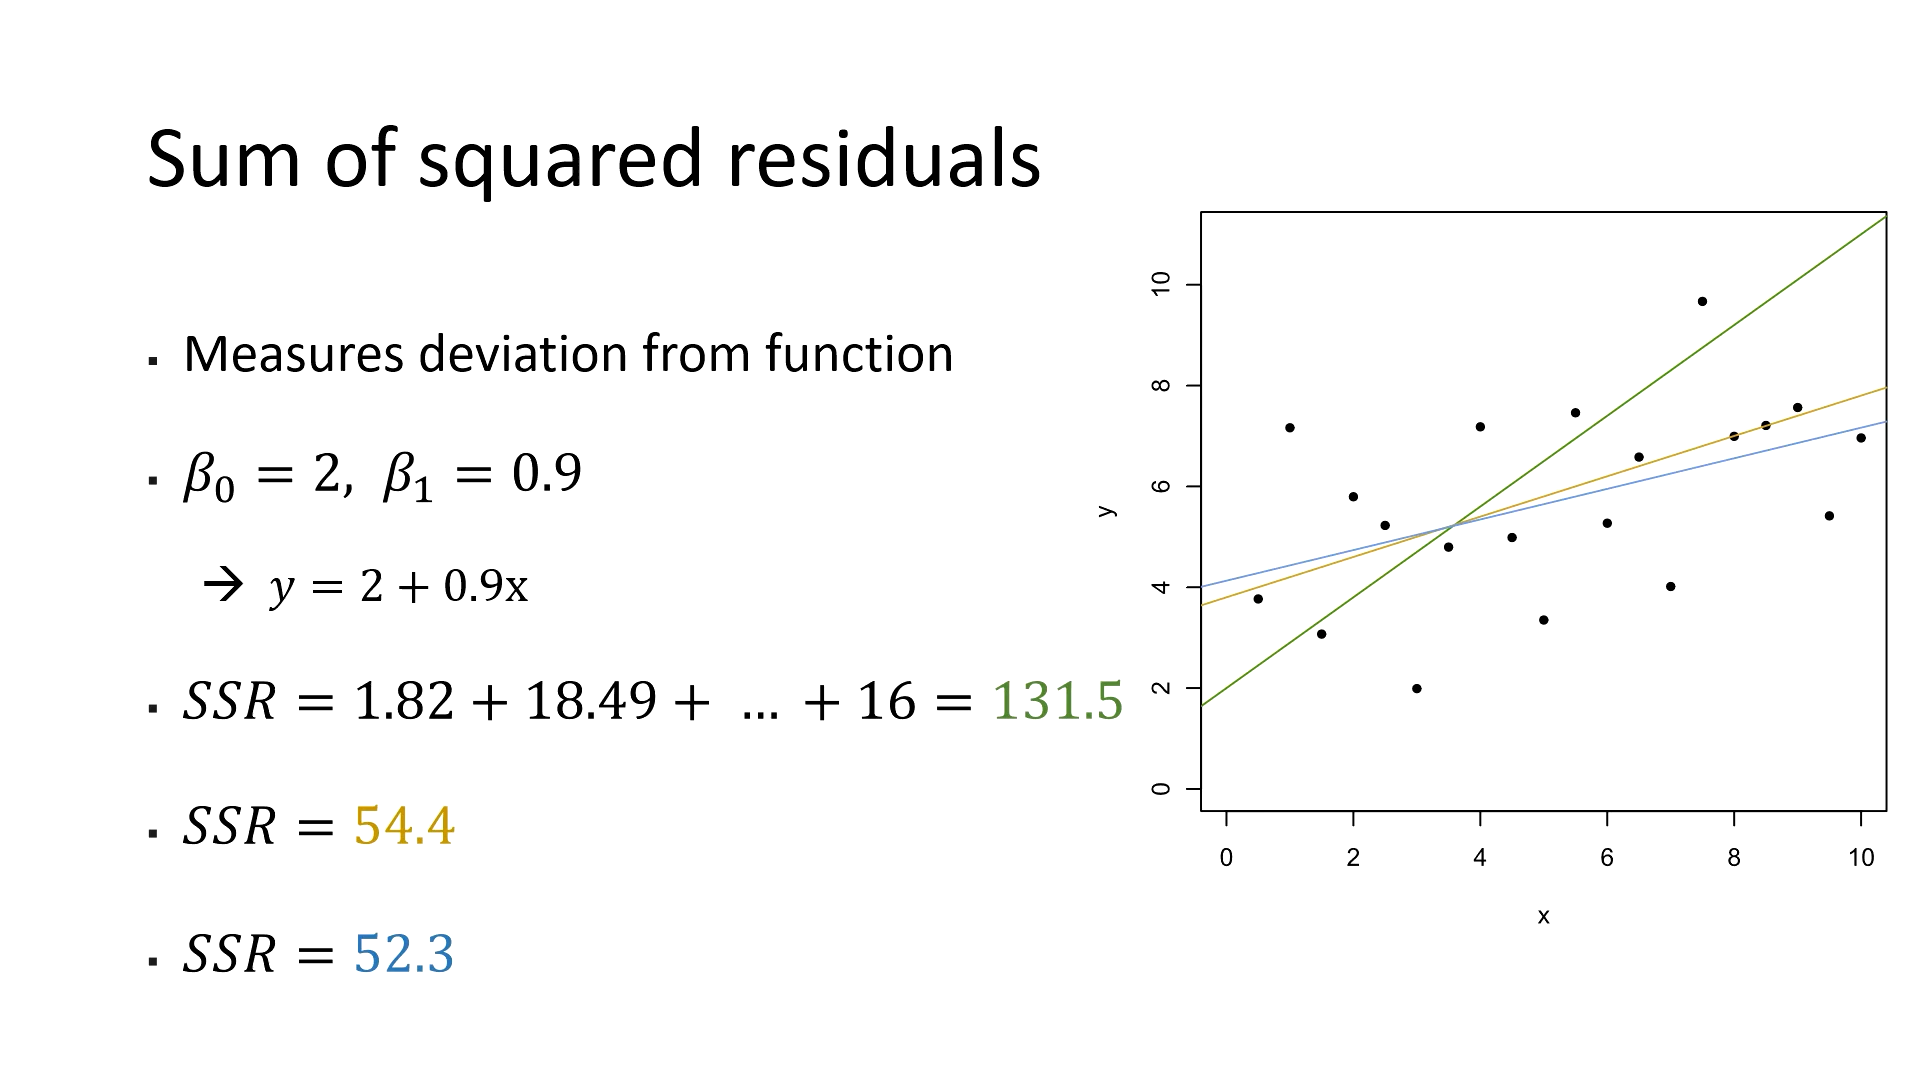 Sum of squared residuals
▪ Measures deviation from function
▪ β₀ = 2, β₁ = 0.9
→ y = 2 + 0.9x
▪ SSR = 1.82 + 18.49 + … + 16 = 131.5
▪ SSR = 54.4
▪ SSR = 52.3
10
8
6
4
2
0
y
0 2 4 6 8 10
x